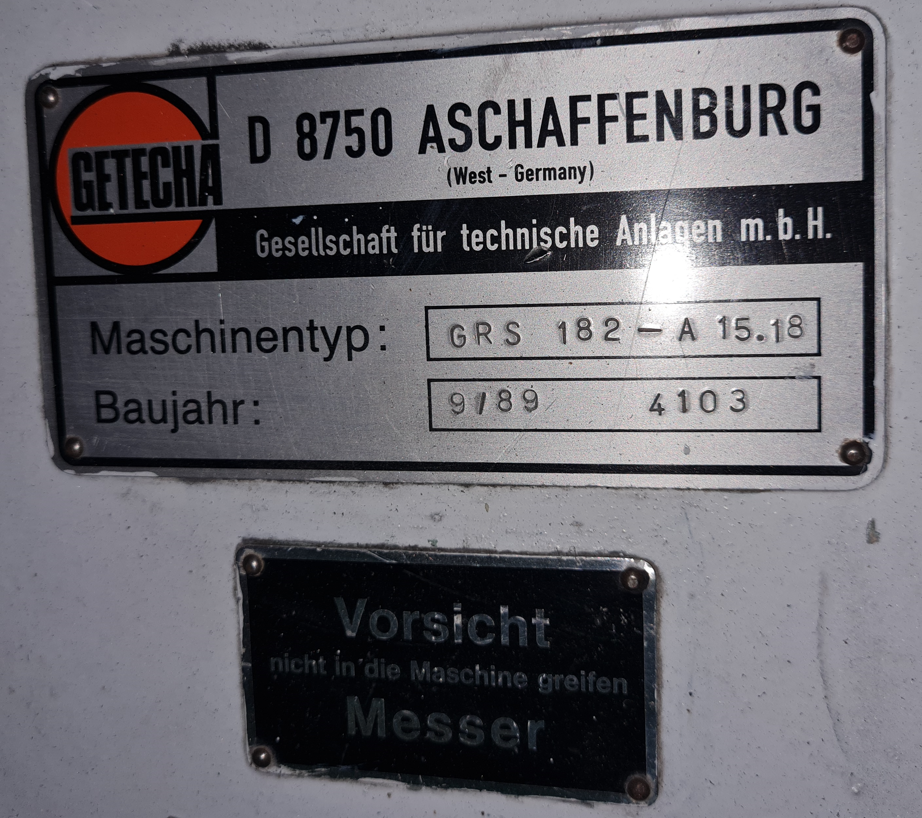 GETECHA
D 8750 ASCHAFFENBURG
(West - Germany)
Gesellschaft für technische Anlagen m.b.H.
Maschinentyp: GRS 182 - A 15.18
Baujahr: 9/89 4103
Vorsicht
nicht in die Maschine greifen
Messer